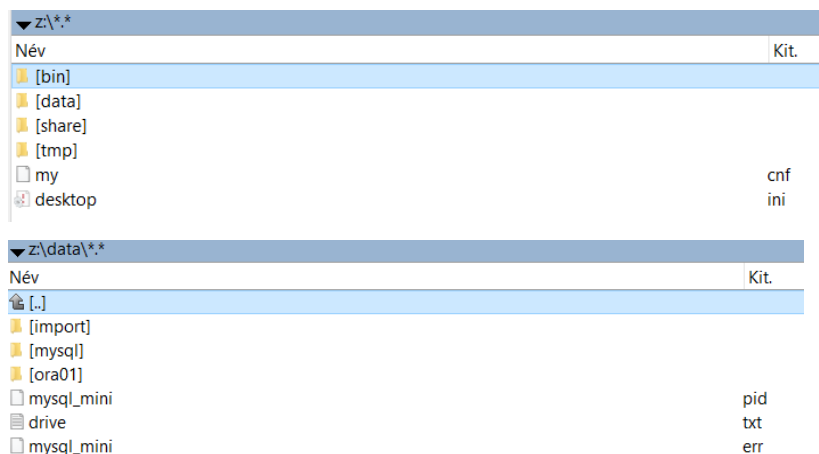 z:\*.*
Név Kit.
[bin]
[data]
[share]
[tmp]
my cnf
desktop ini
z:\data\*.*
Név Kit.
[..]
[import]
[mysql]
[ora01]
mysql_mini pid
drive txt
mysql_mini err